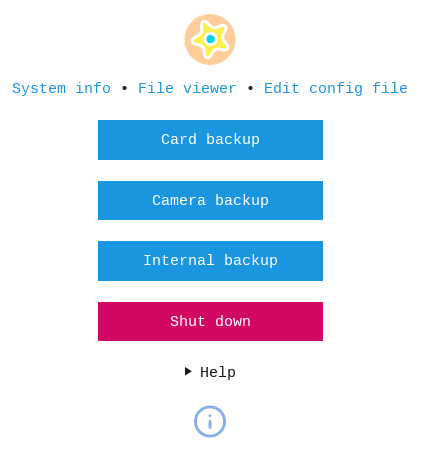 System info • File viewer • Edit config file
Card backup
Camera backup
Internal backup
Shut down
Help